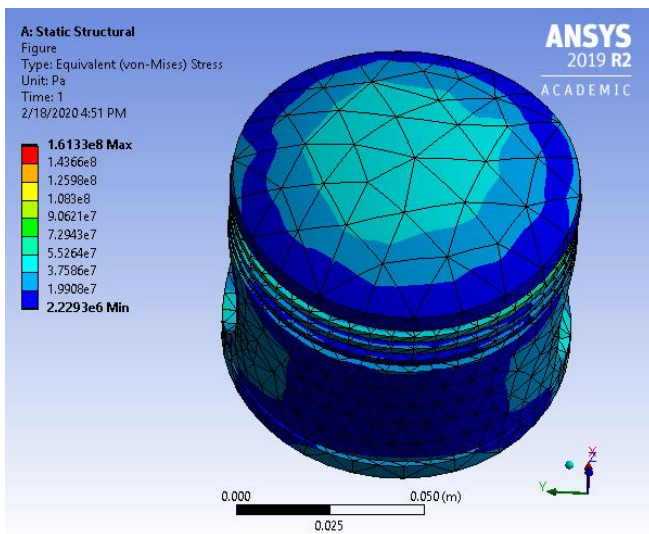 A: Static Structural
Figure
Type: Equivalent (von-Mises) Stress
Unit: Pa
Time: 1
2/18/2020 4:51 PM
1.6133e8 Max
1.4366e8
1.2598e8
1.083e8
9.0621e7
7.2943e7
5.5264e7
3.7586e7
1.9908e7
2.2293e6 Min
ANSYS
2019 R2
ACADEMIC
0.000
0.050 (m)
0.025
X
Z
Y